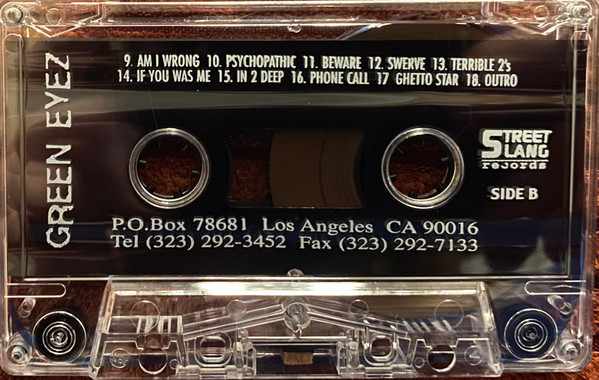 9. AM I WRONG 10. PSYCHOPATHIC 11. BEWARE 12. SWERVE 13. TERRIBLE 2's
14. IF YOU WAS ME 15. IN 2 DEEP 16. PHONE CALL 17 GHETTO STAR 18. OUTRO
GREEN EYEZ
STREET
SLANG
records
SIDE B
P.O.Box 78681 Los Angeles CA 90016
Tel (323) 292-3452 Fax (323) 292-7133